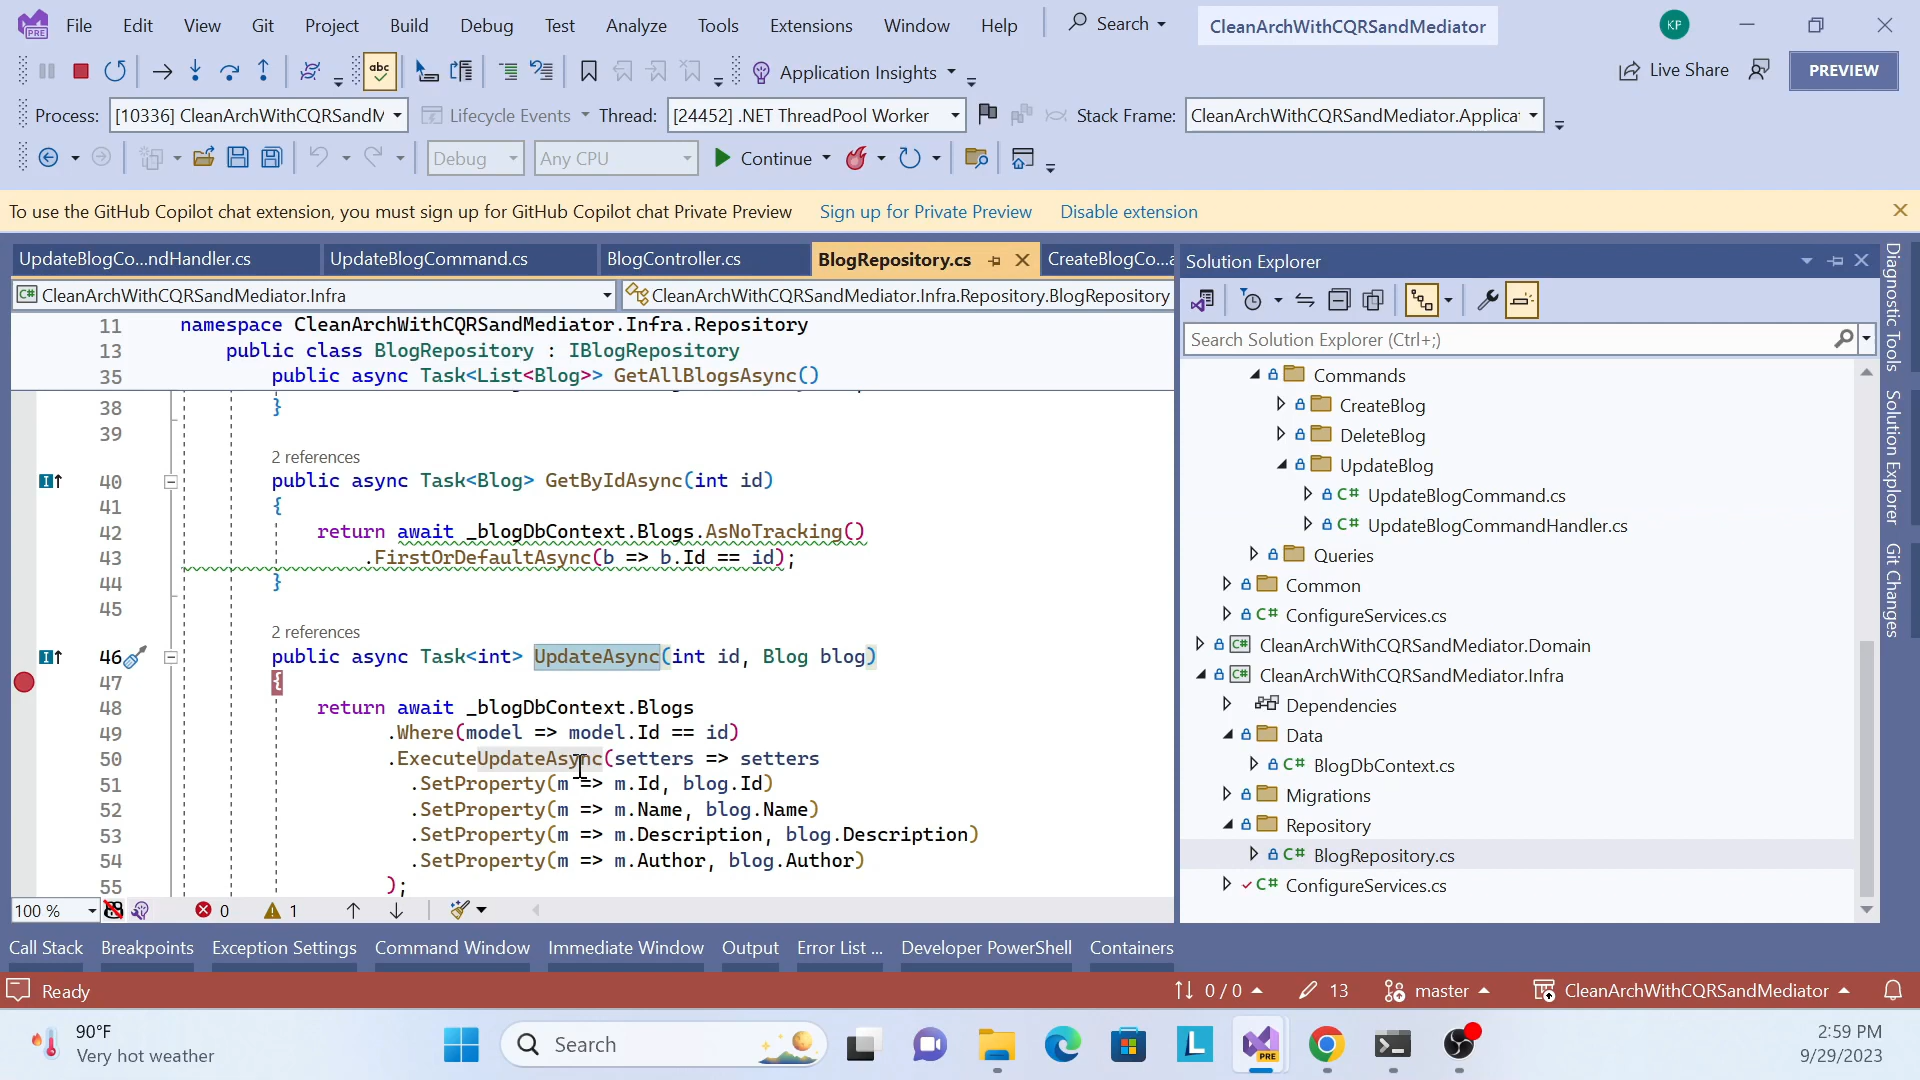 PRE
File Edit View Git Project Build Debug Test Analyze Tools Extensions Window Help Search CleanArchWithCQRSandMediator KP
abc Application Insights Live Share PREVIEW
Process: [10336] CleanArchWithCQRSandM Lifecycle Events Thread: [24452] .NET ThreadPool Worker Stack Frame: CleanArchWithCQRSandMediator.Applica
Debug Any CPU Continue
To use the GitHub Copilot chat extension, you must sign up for GitHub Copilot chat Private Preview Sign up for Private Preview Disable extension
UpdateBlogCo...ndHandler.cs UpdateBlogCommand.cs BlogController.cs BlogRepository.cs CreateBlogCo...
C# CleanArchWithCQRSandMediator.Infra CleanArchWithCQRSandMediator.Infra.Repository.BlogRepository
11 namespace CleanArchWithCQRSandMediator.Infra.Repository
13 public class BlogRepository : IBlogRepository
35 public async Task<List<Blog>> GetAllBlogsAsync()
38 }
39
2 references
40 public async Task<Blog> GetByIdAsync(int id)
41 {
42 return await _blogDbContext.Blogs.AsNoTracking()
43 .FirstOrDefaultAsync(b => b.Id == id);
44 }
45
2 references
46 public async Task<int> UpdateAsync(int id, Blog blog)
47 {
48 return await _blogDbContext.Blogs
49 .Where(model => model.Id == id)
50 .ExecuteUpdateAsync(setters => setters
51 .SetProperty(m => m.Id, blog.Id)
52 .SetProperty(m => m.Name, blog.Name)
53 .SetProperty(m => m.Description, blog.Description)
54 .SetProperty(m => m.Author, blog.Author)
55 );
100 % 0 1
Solution Explorer
Search Solution Explorer (Ctrl+;)
Commands
CreateBlog
DeleteBlog
UpdateBlog
C# UpdateBlogCommand.cs
C# UpdateBlogCommandHandler.cs
Queries
Common
C# ConfigureServices.cs
C# CleanArchWithCQRSandMediator.Domain
C# CleanArchWithCQRSandMediator.Infra
Dependencies
Data
C# BlogDbContext.cs
Migrations
Repository
C# BlogRepository.cs
C# ConfigureServices.cs
Diagnostic Tools
Solution Explorer
Git Changes
Call Stack Breakpoints Exception Settings Command Window Immediate Window Output Error List ... Developer PowerShell Containers
Ready 0 / 0 13 master CleanArchWithCQRSandMediator
90°F
Very hot weather
Search
L
PRE
2:59 PM
9/29/2023